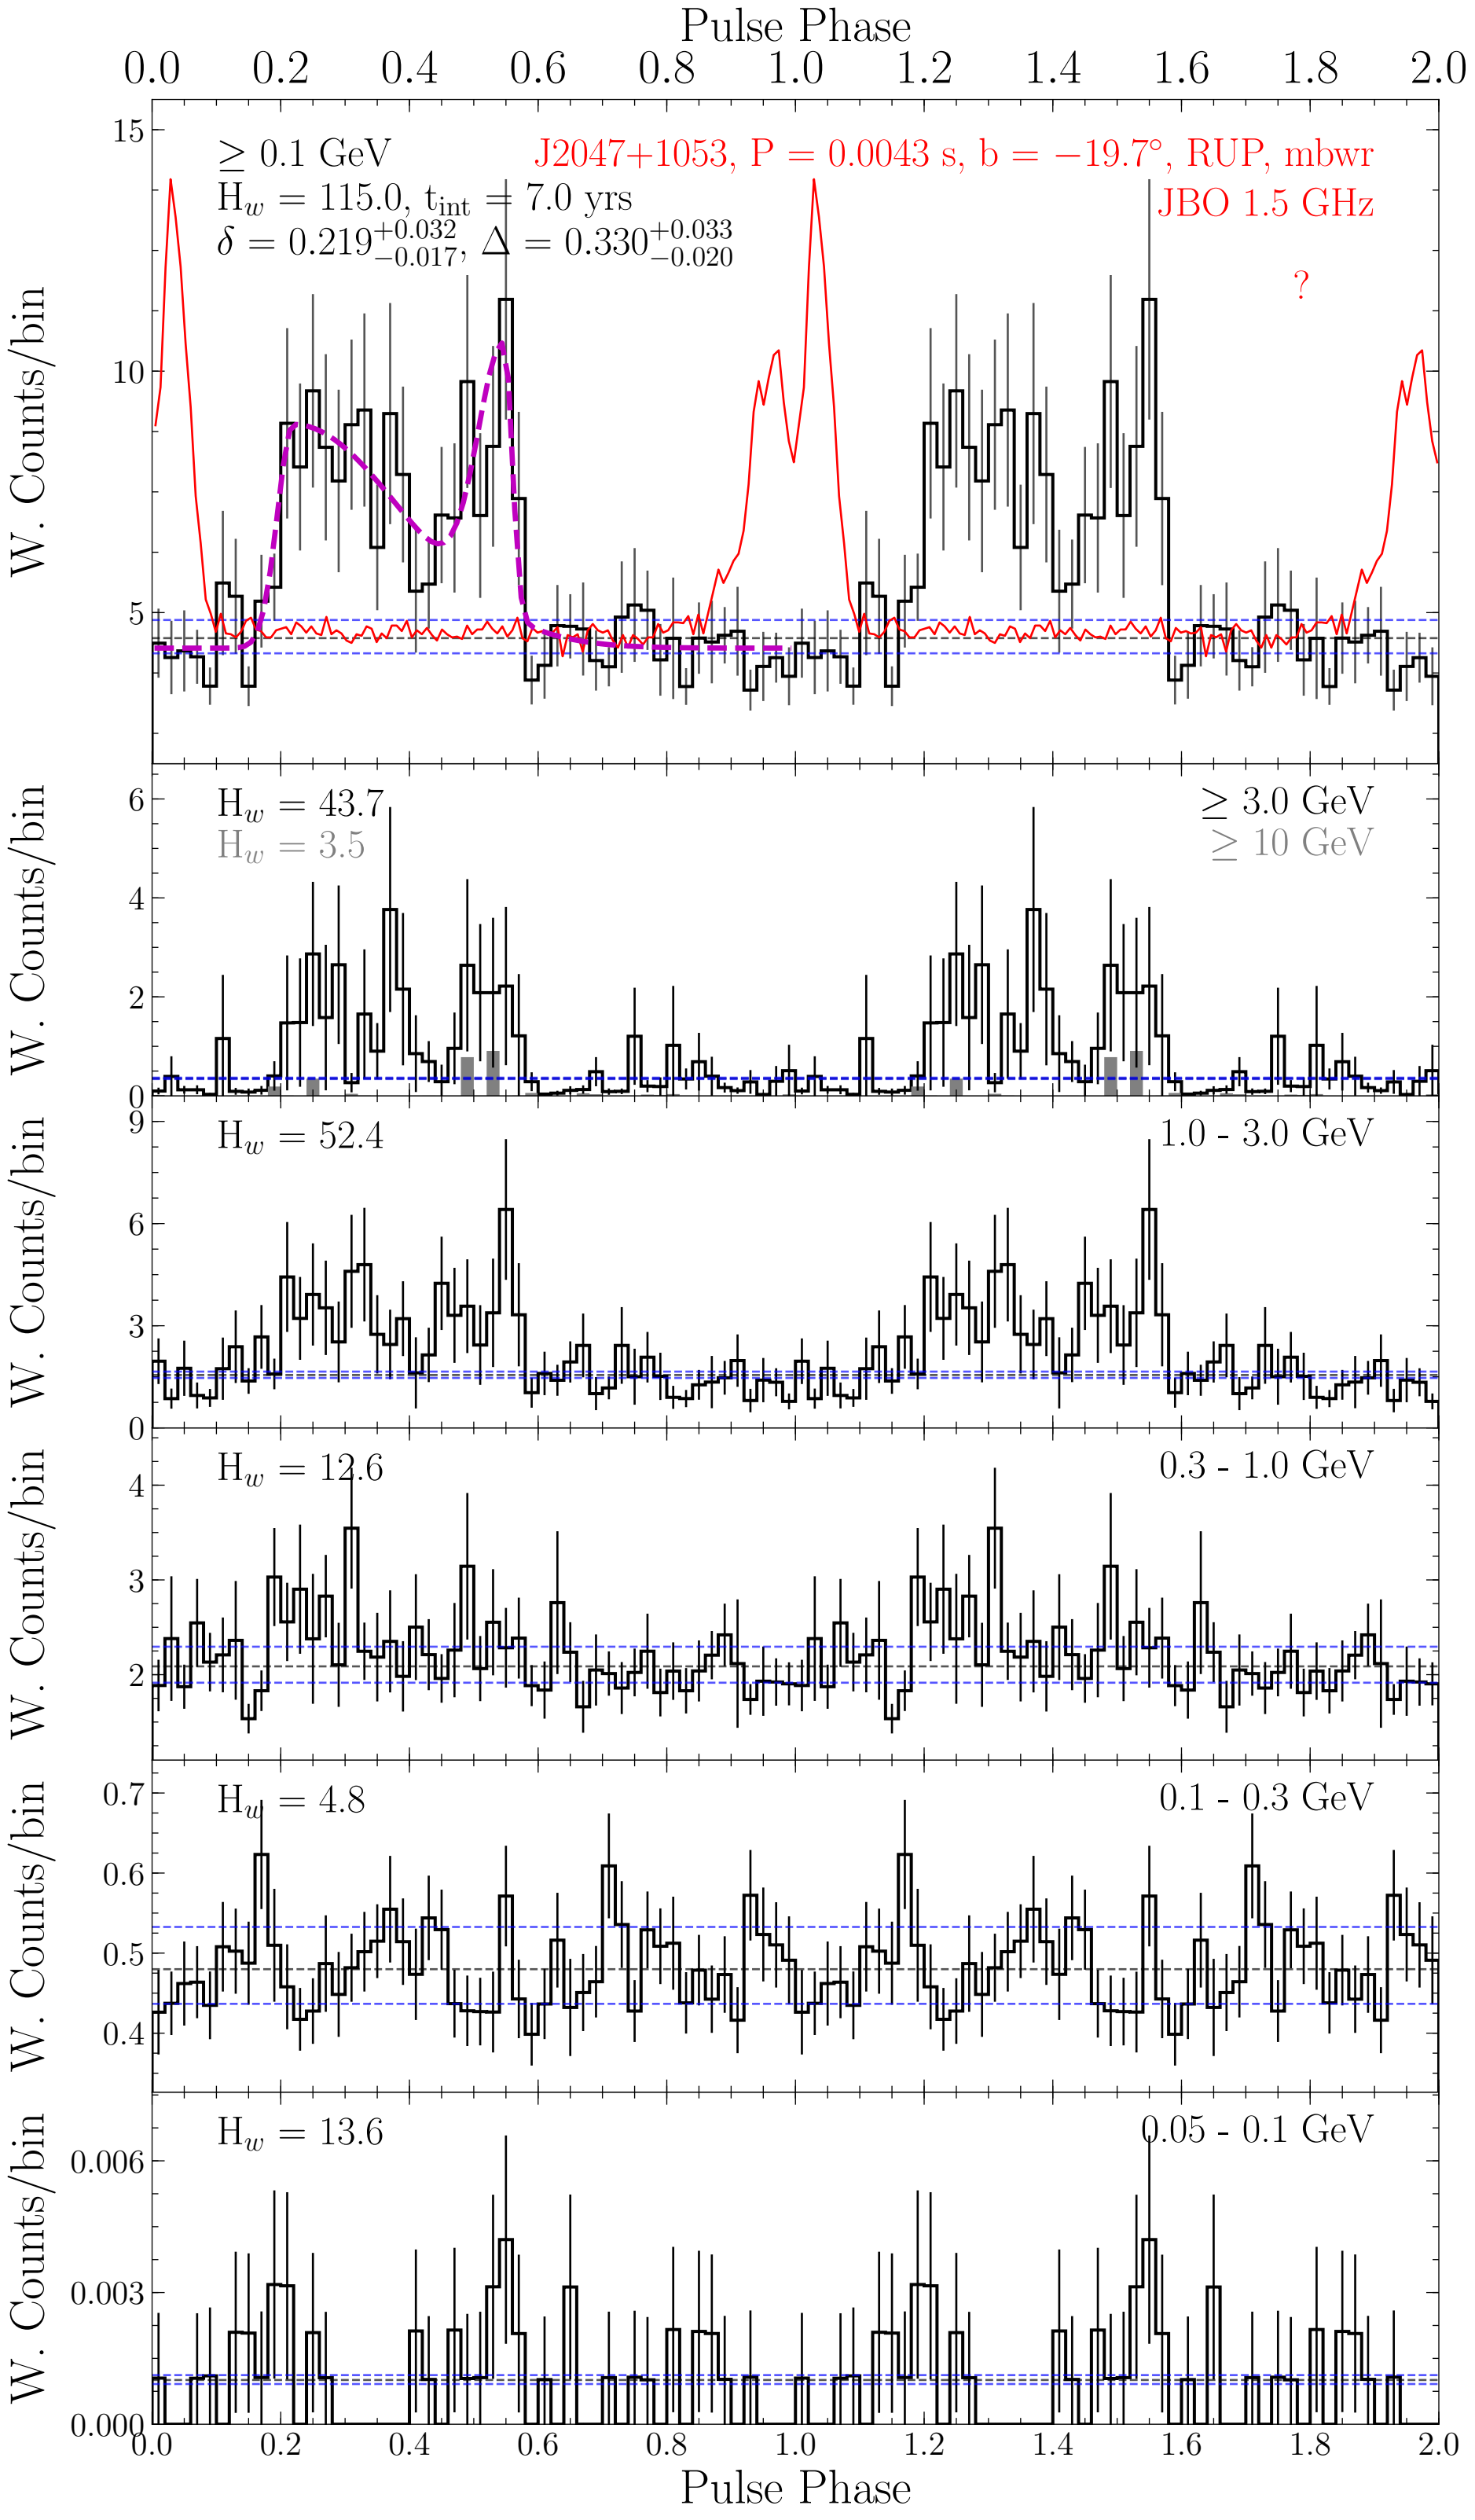 Pulse Phase
0.0 0.2 0.4 0.6 0.8 1.0 1.2 1.4 1.6 1.8 2.0
W. Counts/bin
15
10
5
≥ 0.1 GeV
J2047+1053, P = 0.0043 s, b = −19.7°, RUP, mbwr
H_w = 115.0, t_int = 7.0 yrs
JBO 1.5 GHz
δ = 0.219^{+0.032}_{−0.017}, Δ = 0.330^{+0.033}_{−0.020}
?
W. Counts/bin
6
4
2
0
H_w = 43.7
≥ 3.0 GeV
H_w = 3.5
≥ 10 GeV
W. Counts/bin
9
6
3
0
H_w = 52.4
1.0 - 3.0 GeV
W. Counts/bin
4
3
2
H_w = 12.6
0.3 - 1.0 GeV
W. Counts/bin
0.7
0.6
0.5
0.4
H_w = 4.8
0.1 - 0.3 GeV
W. Counts/bin
0.006
0.003
0.000
H_w = 13.6
0.05 - 0.1 GeV
0.0 0.2 0.4 0.6 0.8 1.0 1.2 1.4 1.6 1.8 2.0
Pulse Phase